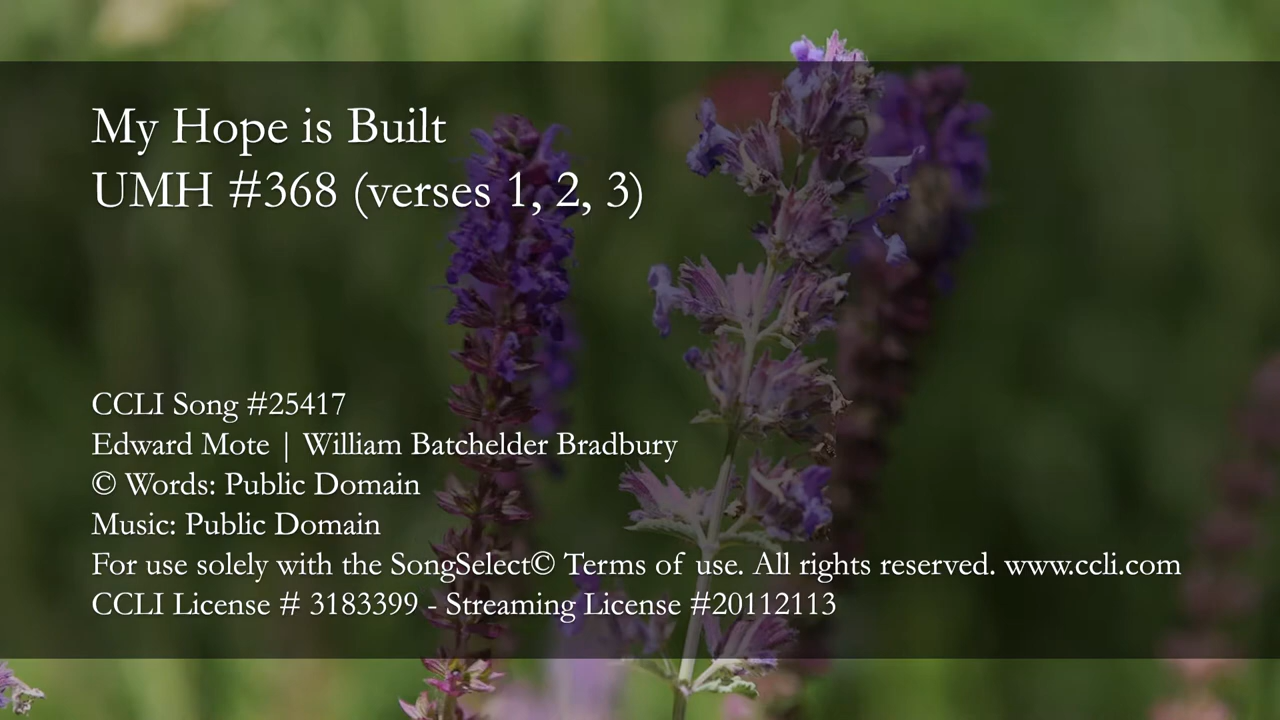 My Hope is Built
UMH #368 (verses 1, 2, 3)
CCLI Song #25417
Edward Mote | William Batchelder Bradbury
© Words: Public Domain
Music: Public Domain
For use solely with the SongSelect© Terms of use. All rights reserved. www.ccli.com
CCLI License # 3183399 - Streaming License #20112113